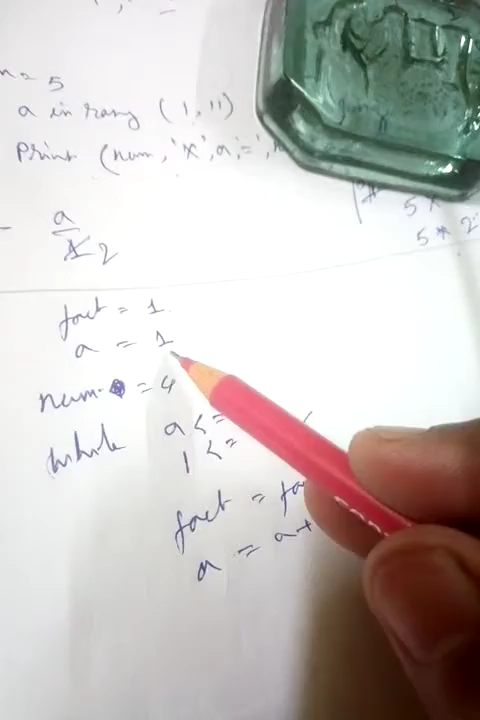 n = 5
a in rang (1, 11)
Print (num, 'x', a, '=',
5 x
5 * 2
a
2
fact = 1
a = 1
num = 4
while a <=
1 <=
fact = fa
a = a+